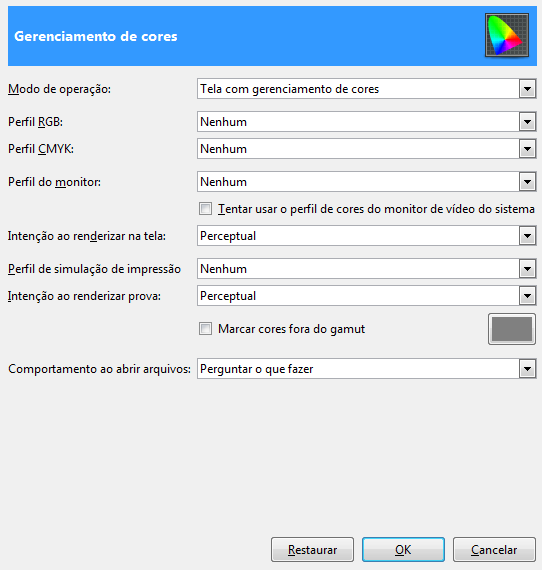 Gerenciamento de cores
Modo de operação: Tela com gerenciamento de cores
Perfil RGB: Nenhum
Perfil CMYK: Nenhum
Perfil do monitor: Nenhum
Tentar usar o perfil de cores do monitor de vídeo do sistema
Intenção ao renderizar na tela: Perceptual
Perfil de simulação de impressão Nenhum
Intenção ao renderizar prova: Perceptual
Marcar cores fora do gamut
Comportamento ao abrir arquivos: Perguntar o que fazer
Restaurar OK Cancelar